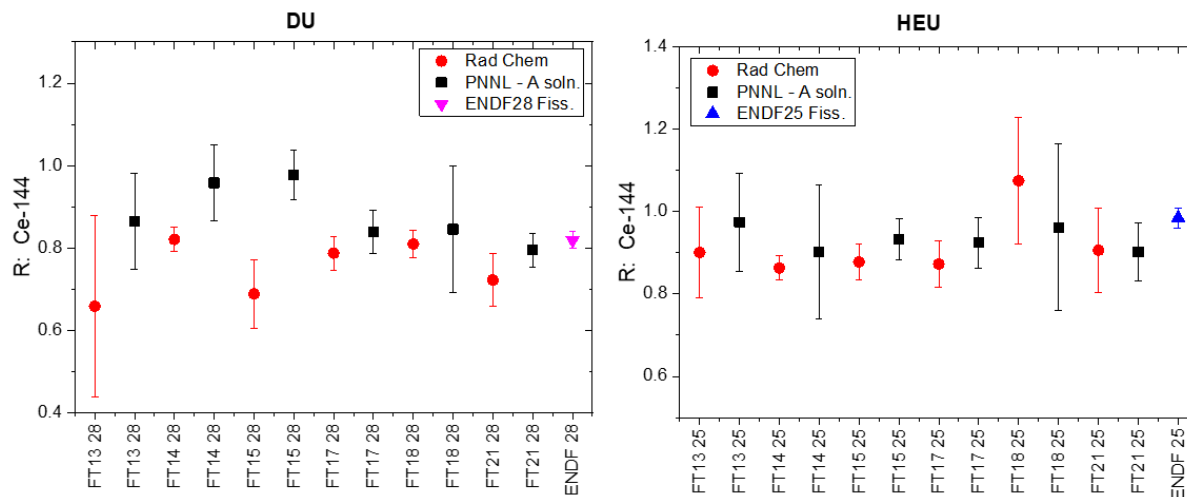 DU
R: Ce-144
1.2
1.0
0.8
0.6
0.4
Rad Chem
PNNL - A soln.
ENDF28 Fiss.
FT13 28
FT13 28
FT14 28
FT14 28
FT15 28
FT15 28
FT17 28
FT17 28
FT18 28
FT18 28
FT21 28
FT21 28
ENDF 28
HEU
R: Ce-144
1.4
1.2
1.0
0.8
0.6
Rad Chem
PNNL - A soln.
ENDF25 Fiss.
FT13 25
FT13 25
FT14 25
FT14 25
FT15 25
FT15 25
FT17 25
FT17 25
FT18 25
FT18 25
FT21 25
FT21 25
ENDF 25